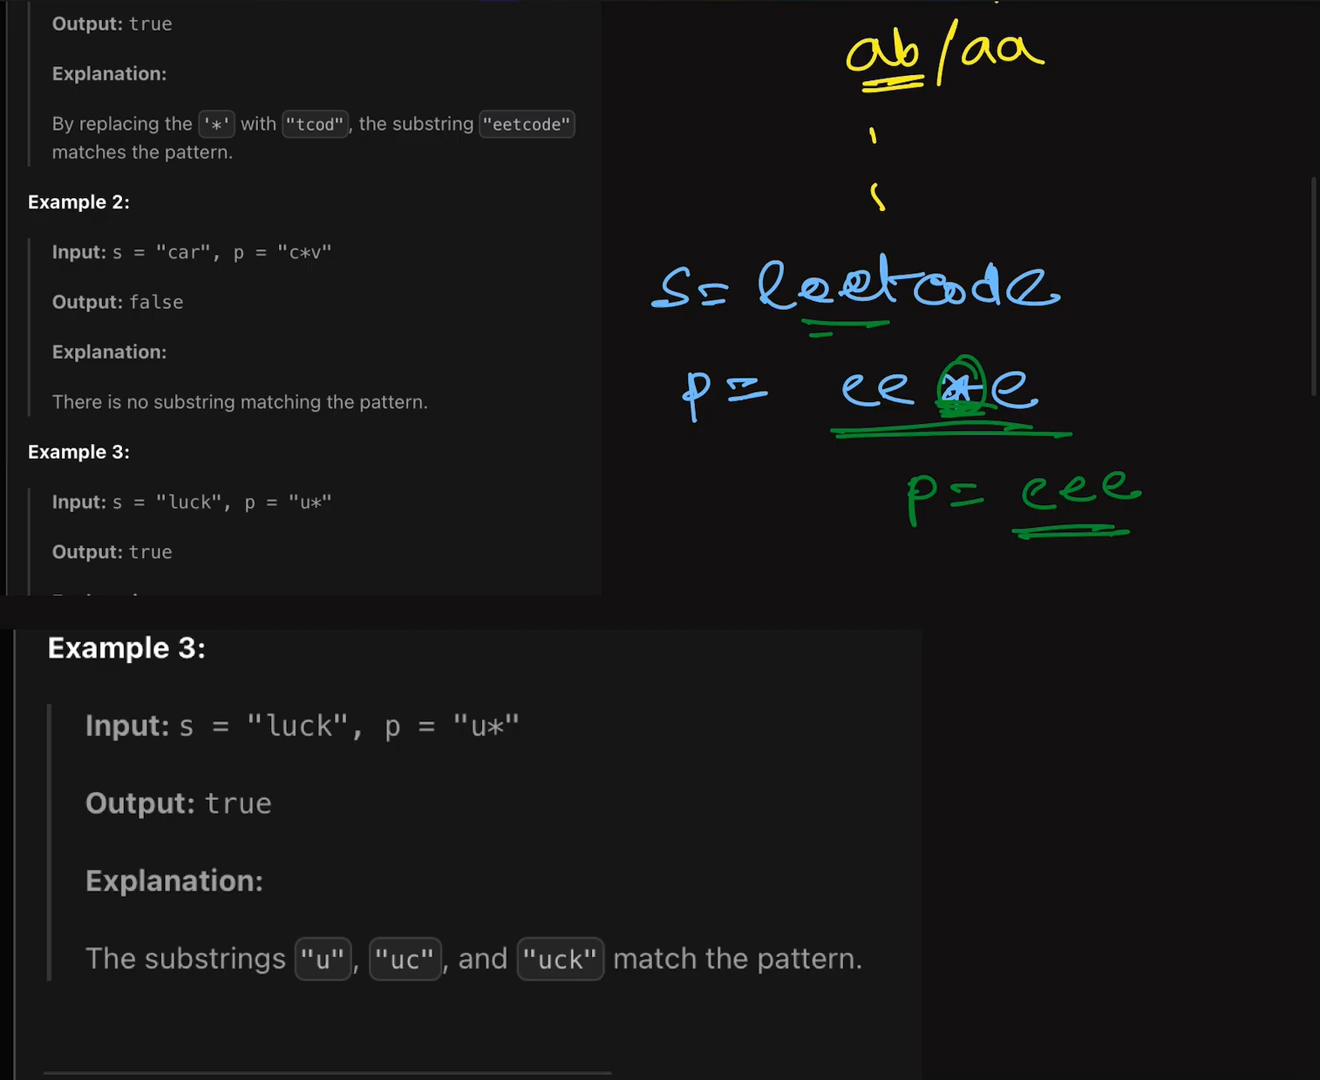 Output: true
Explanation:
By replacing the '*' with "tcod", the substring "eetcode"
matches the pattern.
Example 2:
Input: s = "car", p = "c*v"
Output: false
Explanation:
There is no substring matching the pattern.
Example 3:
Input: s = "luck", p = "u*"
Output: true
ab/aa
s= leetcode
p= ee*e
p= eee
Example 3:
Input: s = "luck", p = "u*"
Output: true
Explanation:
The substrings "u", "uc", and "uck" match the pattern.